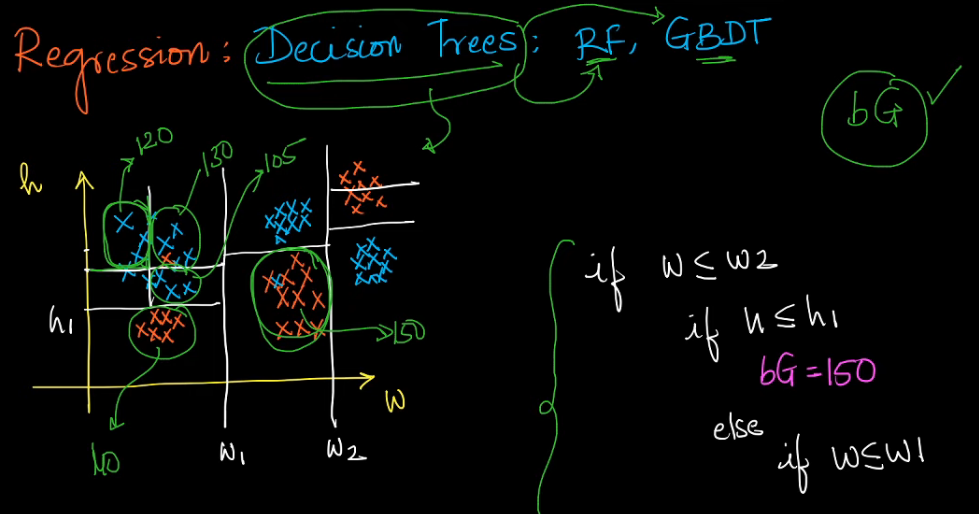 Regression: Decision Trees: RF, GBDT
bG
120
130
105
h
if w ≤ w2
h1
if h ≤ h1
150
bG = 150
w
else
if w ≤ w1
w1
w2